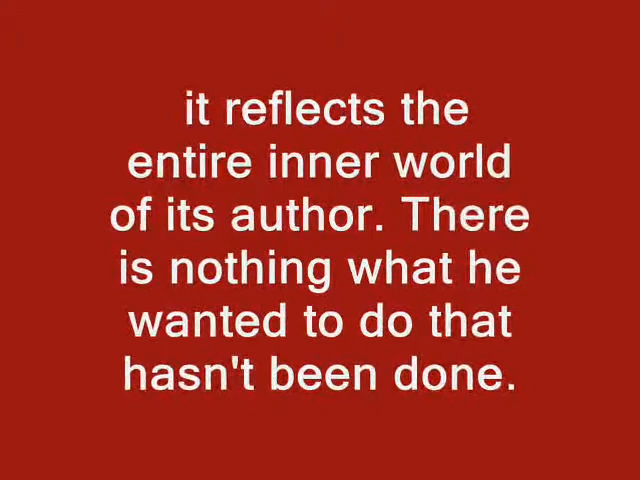 it reflects the
entire inner world
of its author. There
is nothing what he
wanted to do that
hasn't been done.